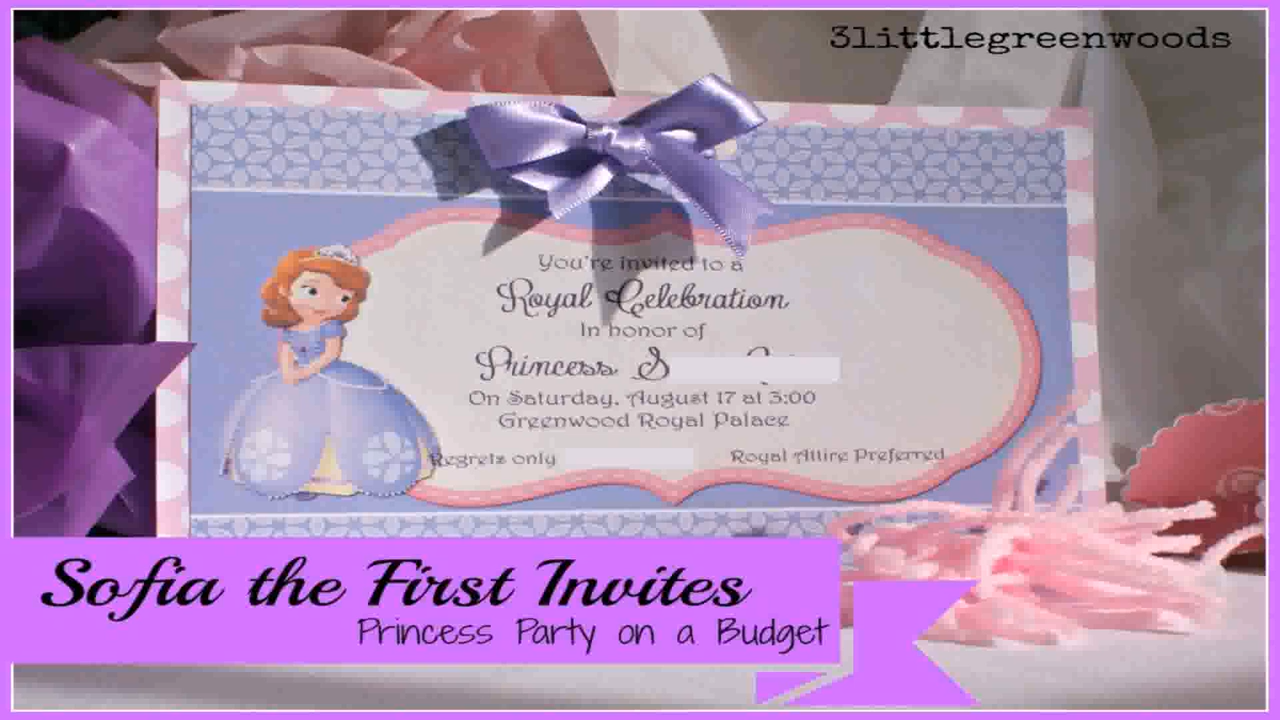 3littlegreenwoods
You're invited to a
Royal Celebration
In honor of
Princess S
On Saturday, August 17 at 3:00
Greenwood Royal Palace
Regrets only
Royal Attire Preferred
Sofia the First Invites
Princess Party on a Budget